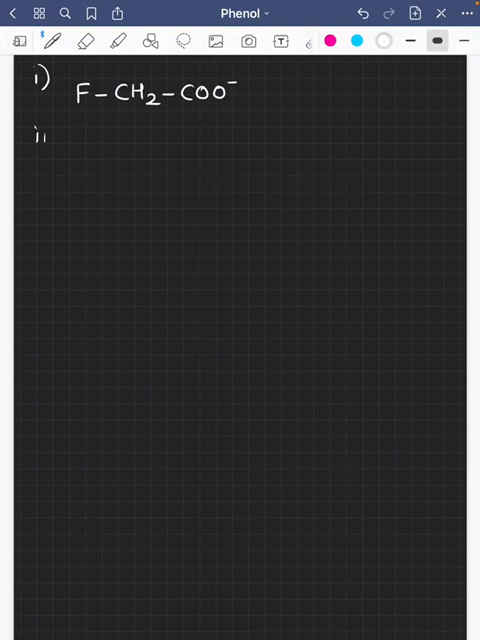 Phenol
i)
F-CH₂-COO⁻
ii